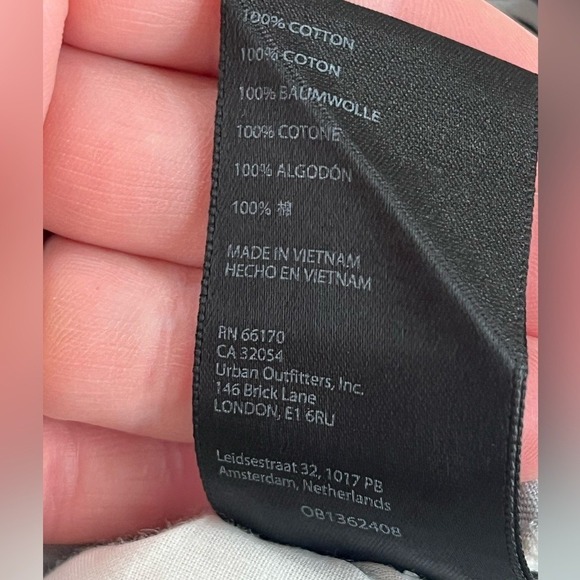 100% COTTON
100% COTON
100% BAUMWOLLE
100% COTONE
100% ALGODÓN
100% 棉
MADE IN VIETNAM
HECHO EN VIETNAM
RN 66170
CA 32054
Urban Outfitters, Inc.
146 Brick Lane
LONDON, E1 6RU
Leidsestraat 32, 1017 PB
Amsterdam, Netherlands
OB1362408